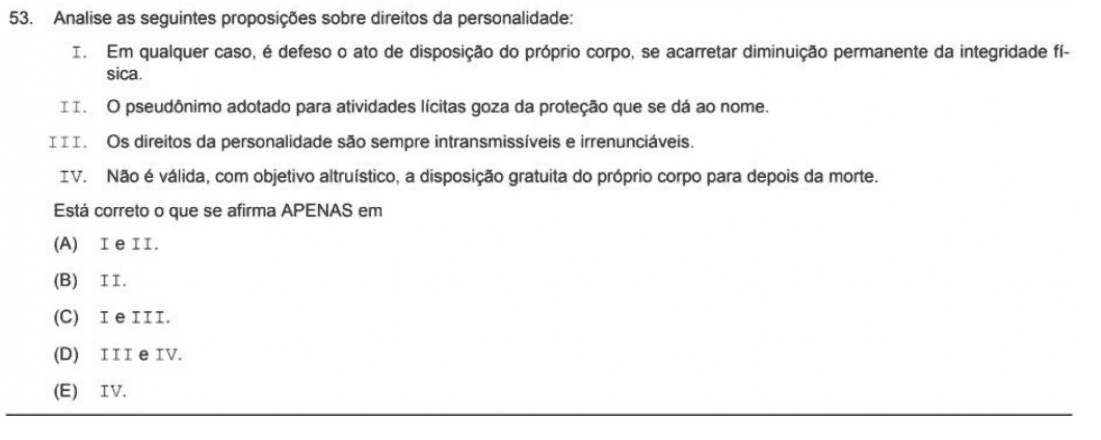 53. Analise as seguintes proposições sobre direitos da personalidade:
I. Em qualquer caso, é defeso o ato de disposição do próprio corpo, se acarretar diminuição permanente da integridade fí-
sica.
II. O pseudônimo adotado para atividades lícitas goza da proteção que se dá ao nome.
III. Os direitos da personalidade são sempre intransmissíveis e irrenunciáveis.
IV. Não é válida, com objetivo altruístico, a disposição gratuita do próprio corpo para depois da morte.
Está correto o que se afirma APENAS em
(A) I e II.
(B) II.
(C) I e III.
(D) III e IV.
(E) IV.